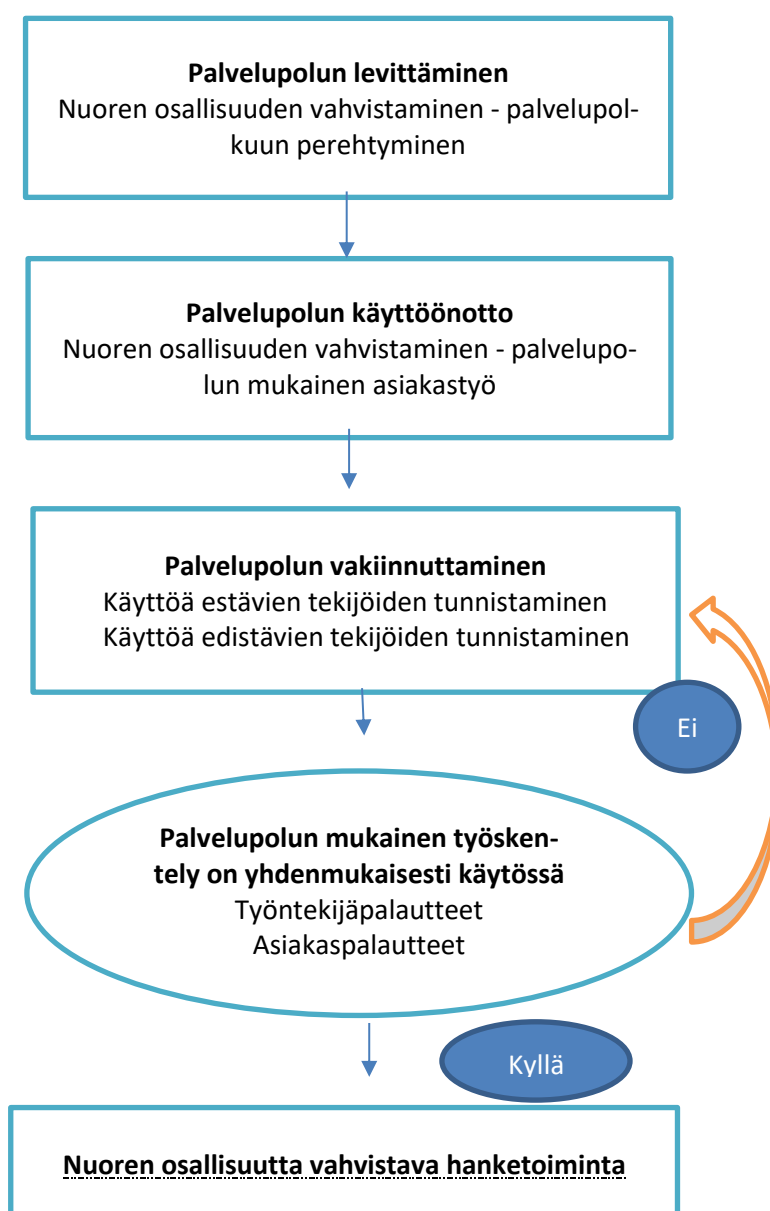 Palvelupolun levittäminen
Nuoren osallisuuden vahvistaminen - palvelupol-
kuun perehtyminen
Palvelupolun käyttöönotto
Nuoren osallisuuden vahvistaminen - palvelupo-
lun mukainen asiakastyö
Palvelupolun vakiinnuttaminen
Käyttöä estävien tekijöiden tunnistaminen
Käyttöä edistävien tekijöiden tunnistaminen
Ei
Palvelupolun mukainen työsken-
tely on yhdenmukaisesti käytössä
Työntekijäpalautteet
Asiakaspalautteet
Kyllä
Nuoren osallisuutta vahvistava hanketoiminta